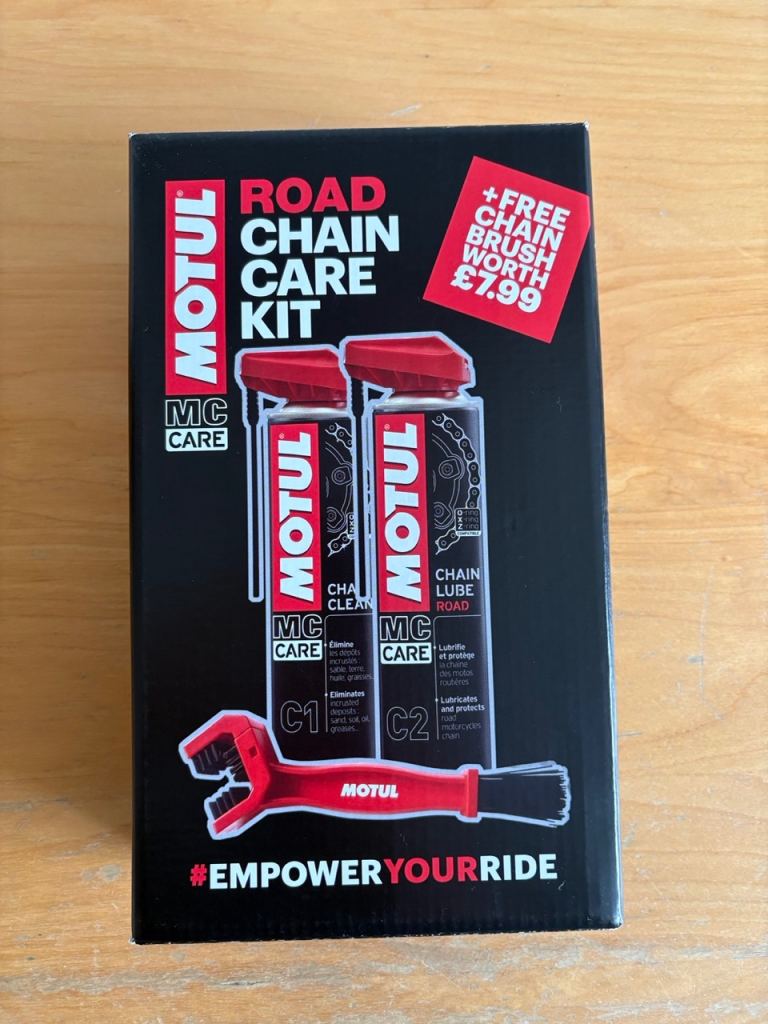 MOTUL®
MC
CARE
ROAD
CHAIN
CARE
KIT
+FREE
CHAIN
BRUSH
WORTH
£7.99
MOTUL®
MC
CARE
CHA
CLEAN
Élimine
les dépôts
incrustés :
sable, terre,
huile, graisses...
Eliminates
incrusted
deposits :
sand, soil, oil,
greases...
C1
MOTUL®
MC
CARE
CHAIN
LUBE
ROAD
Lubrifie
et protège
la chaîne
des motos
routières
Lubricates
and protects
road
motorcycles
chain
C2
MOTUL
#EMPOWERYOURRIDE